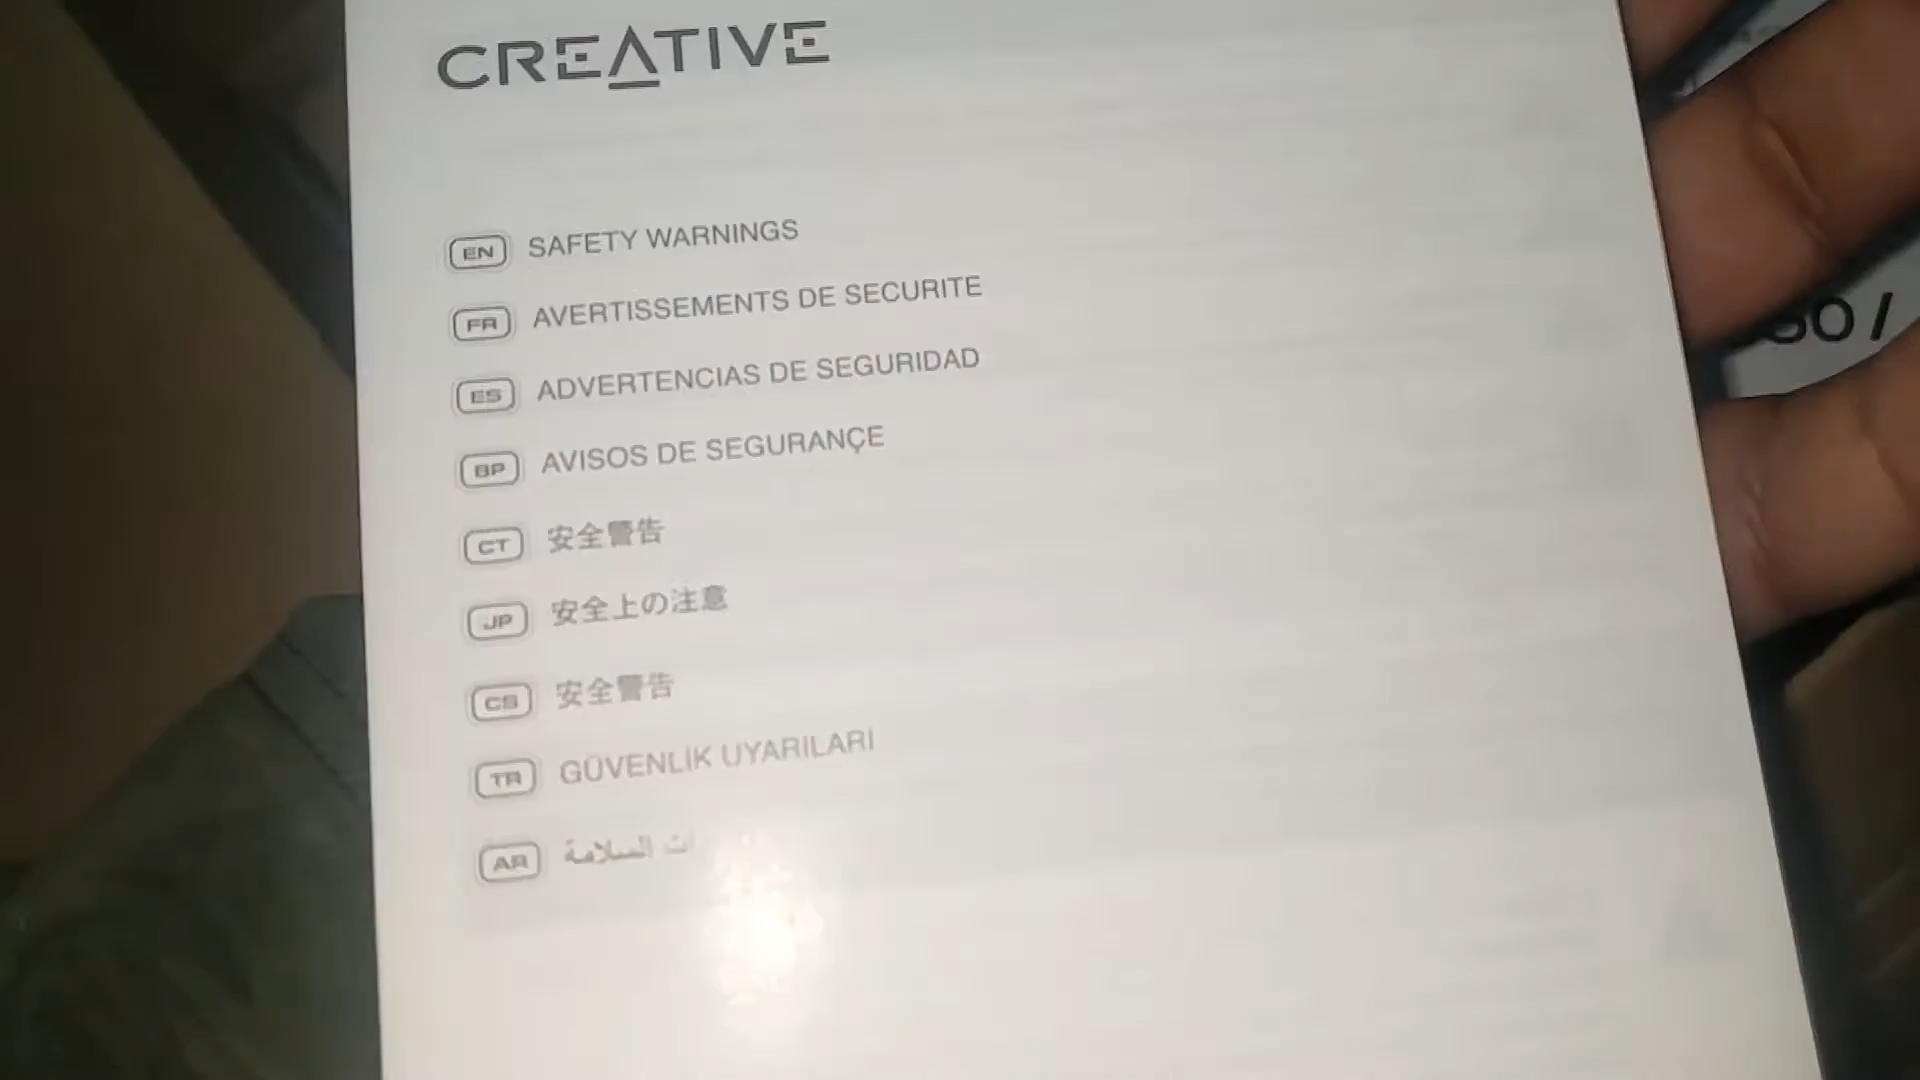 CREATIVE
EN SAFETY WARNINGS
FR AVERTISSEMENTS DE SECURITE
ES ADVERTENCIAS DE SEGURIDAD
BP AVISOS DE SEGURANÇE
CT 安全警告
JP 安全上の注意
CS 安全警告
TR GÜVENLİK UYARILARI
AR السلامة